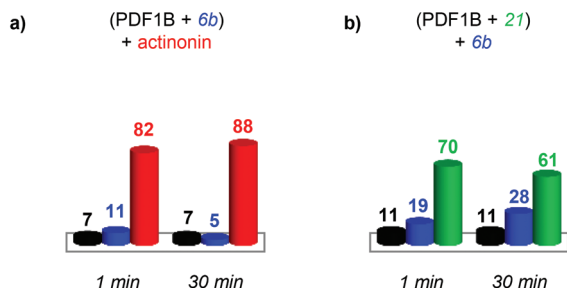 a)
(PDF1B + 6b)
+ actinonin
82
88
7
11
7
5
1 min
30 min
b)
(PDF1B + 21)
+ 6b
70
61
11
19
11
28
1 min
30 min